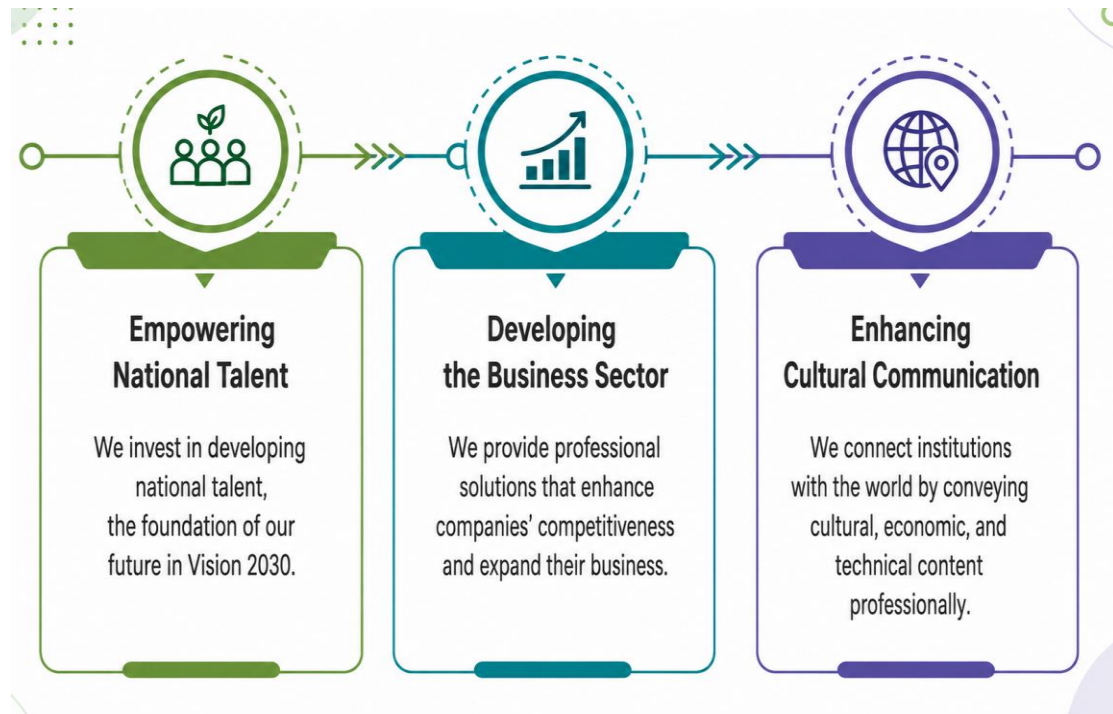 Empowering
National Talent
We invest in developing
national talent,
the foundation of our
future in Vision 2030.
Developing
the Business Sector
We provide professional
solutions that enhance
companies’ competitiveness
and expand their business.
Enhancing
Cultural Communication
We connect institutions
with the world by conveying
cultural, economic, and
technical content
professionally.